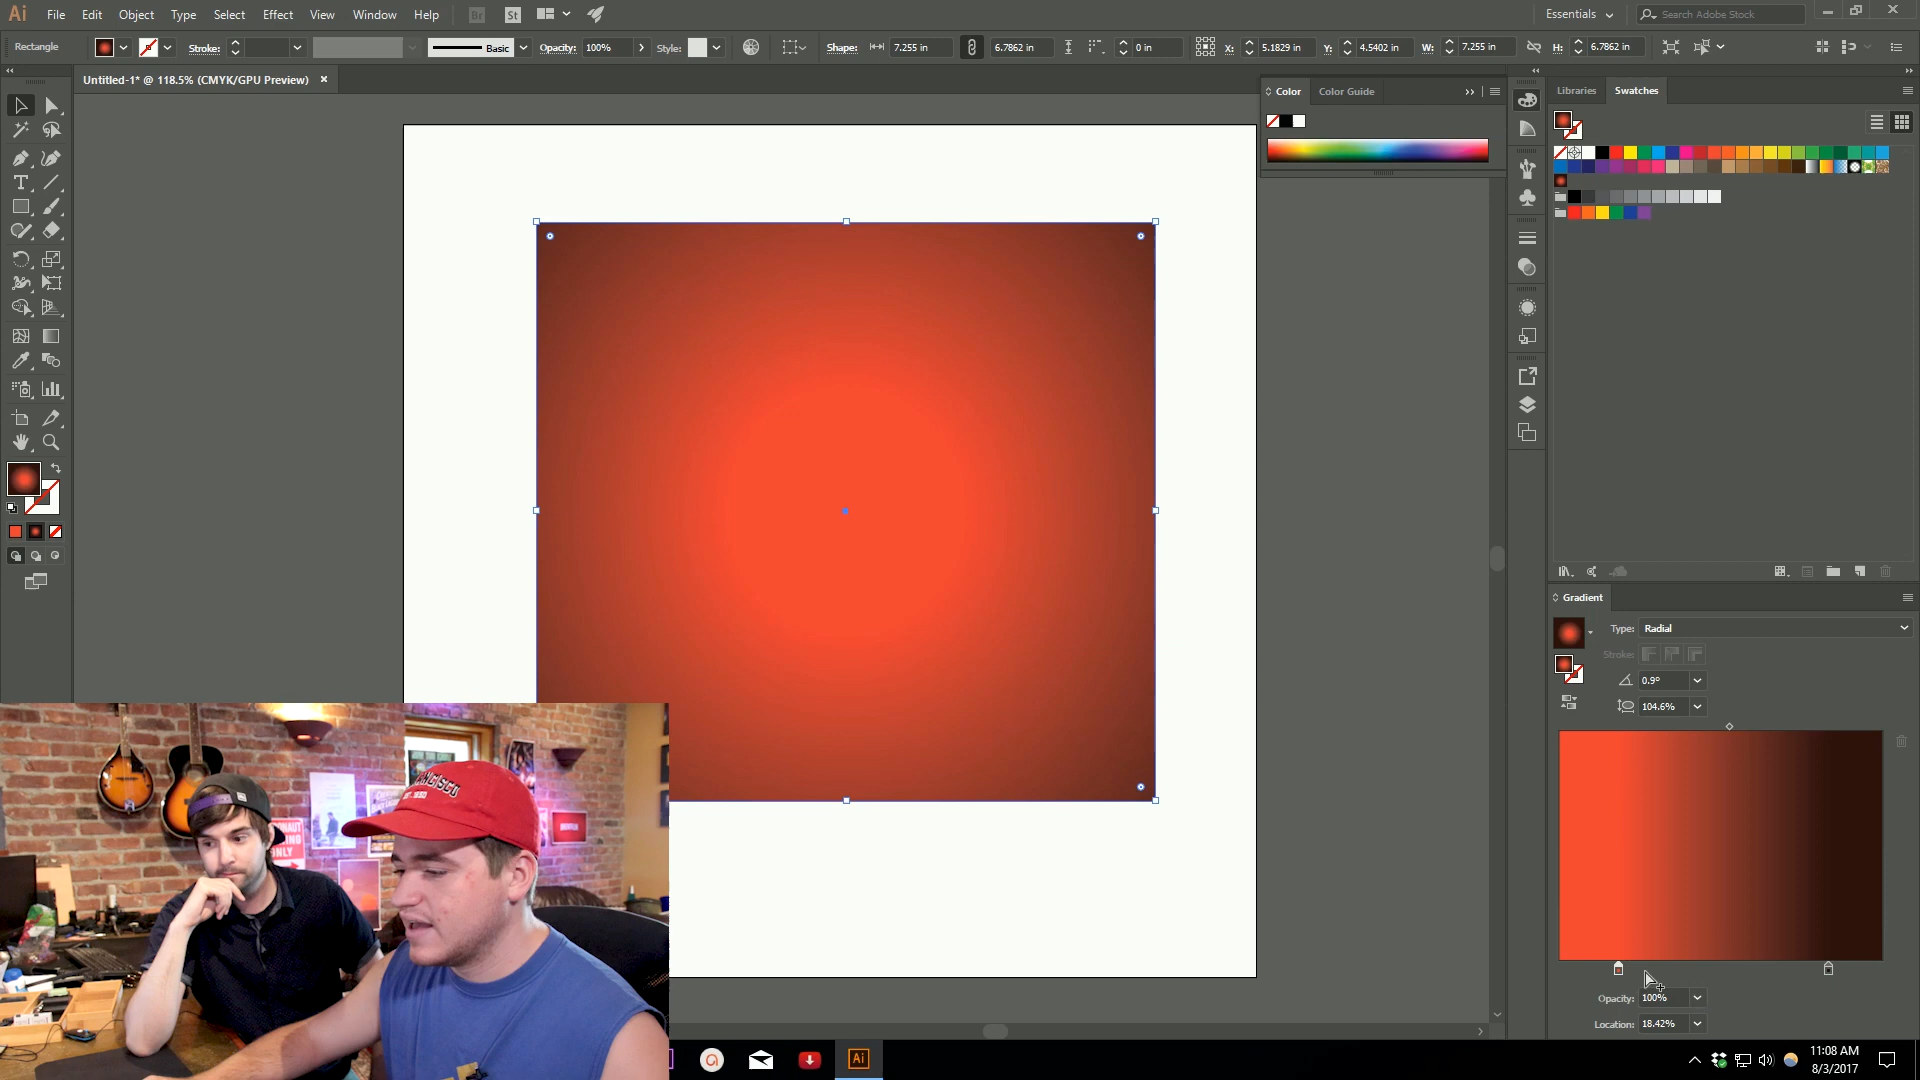 Ai File Edit Object Type Select Effect View Window Help Br St Essentials Search Adobe Stock
Rectangle Stroke: Basic Opacity: 100% Style: Shape: 7.255 in 6.7862 in 0 in X: 5.1829 in Y: 4.5402 in W: 7.255 in H: 6.7862 in
Untitled-1* @ 118.5% (CMYK/GPU Preview) ×
Color Color Guide
Libraries Swatches
Gradient
Type: Radial
Stroke:
0.9°
104.6%
Opacity: 100%
Location: 18.42%
Ai
11:08 AM
8/3/2017